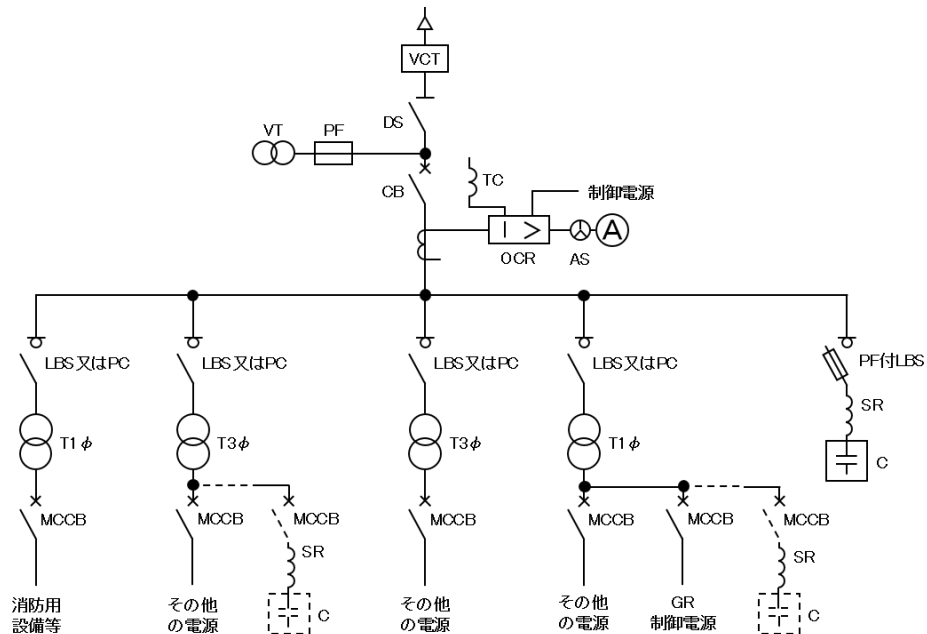 VCT
DS
VT
PF
CB
TC
制御電源
A
OCR
AS
LBS又はPC
LBS又はPC
LBS又はPC
LBS又はPC
PF付LBS
SR
C
T1φ
T3φ
T3φ
T1φ
MCCB
MCCB
MCCB
MCCB
MCCB
MCCB
MCCB
SR
SR
消防用
設備等
その他
の電源
C
その他
の電源
その他
の電源
GR
制御電源
C